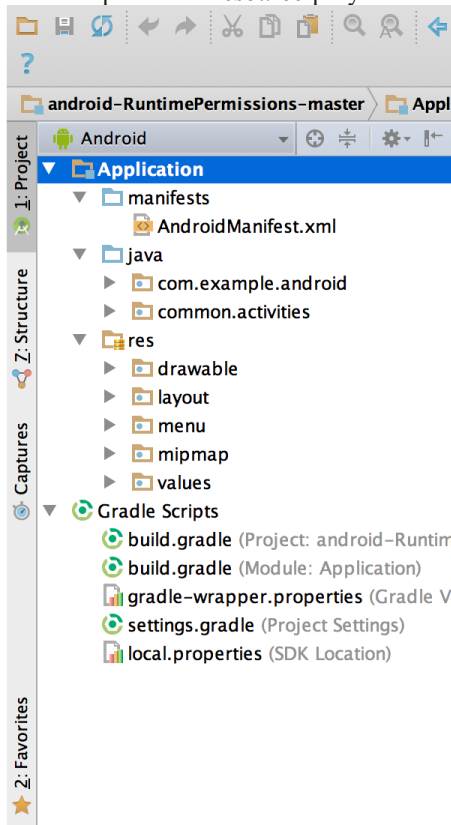 ?
android-RuntimePermissions-master Appl
Android
Application
manifests
AndroidManifest.xml
java
com.example.android
common.activities
res
drawable
layout
menu
mipmap
values
Gradle Scripts
build.gradle (Project: android-Runtim
build.gradle (Module: Application)
gradle-wrapper.properties (Gradle V
settings.gradle (Project Settings)
local.properties (SDK Location)
1: Project
7: Structure
Captures
2: Favorites